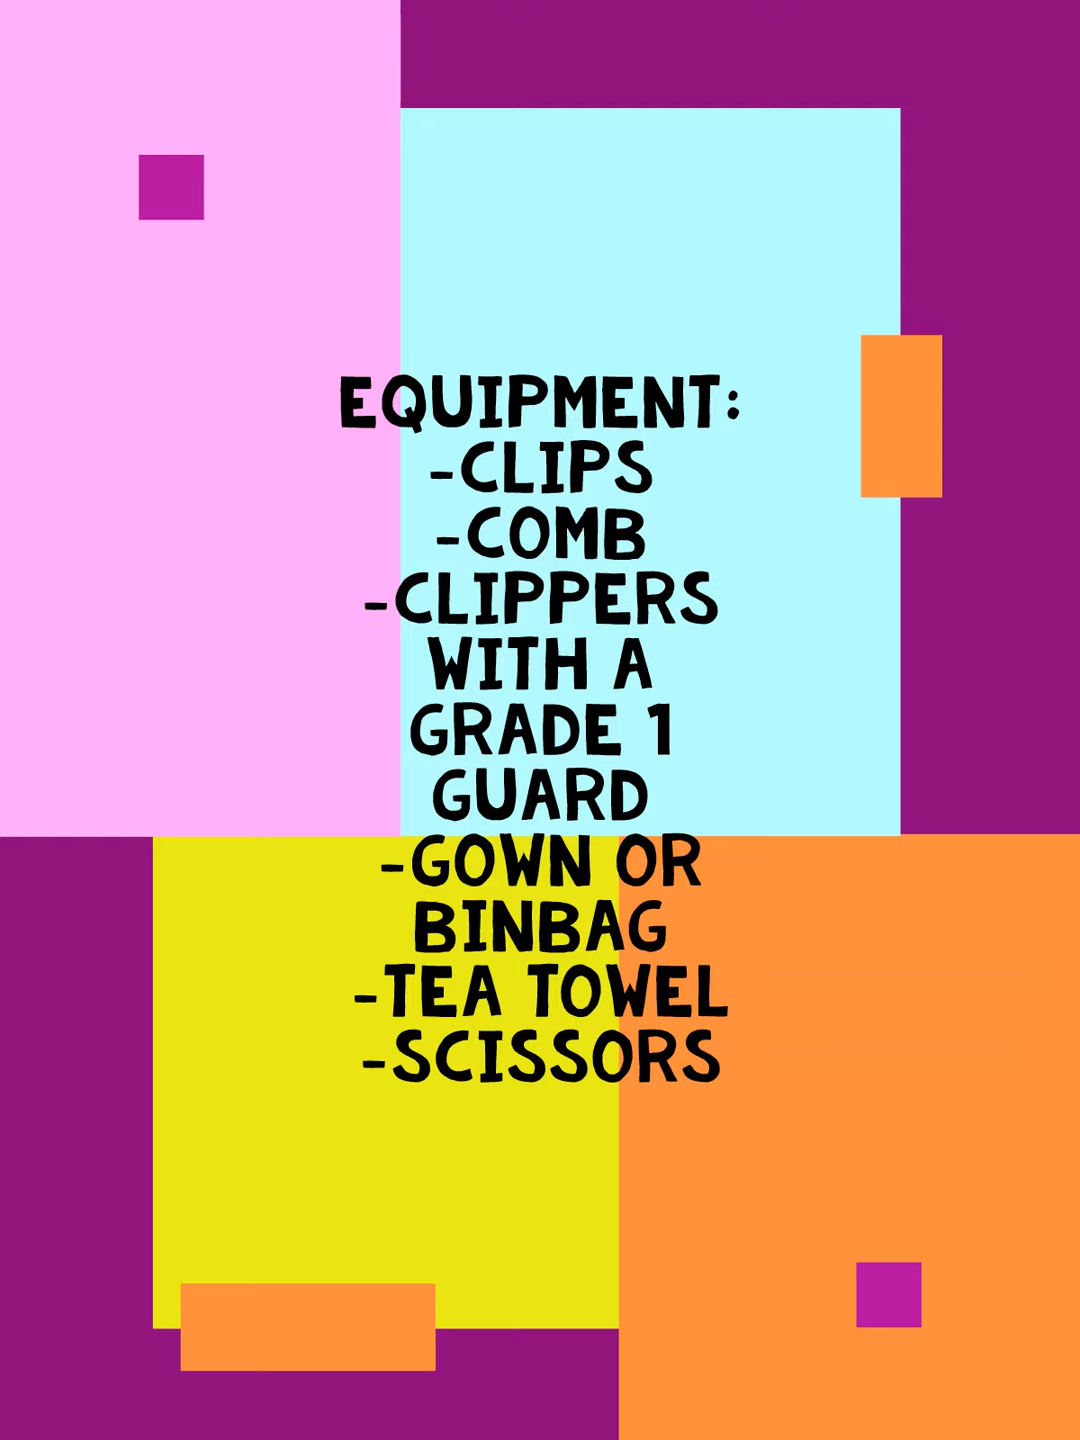 EQUIPMENT:
-CLIPS
-COMB
-CLIPPERS
WITH A
GRADE 1
GUARD
-GOWN OR
BINBAG
-TEA TOWEL
-SCISSORS